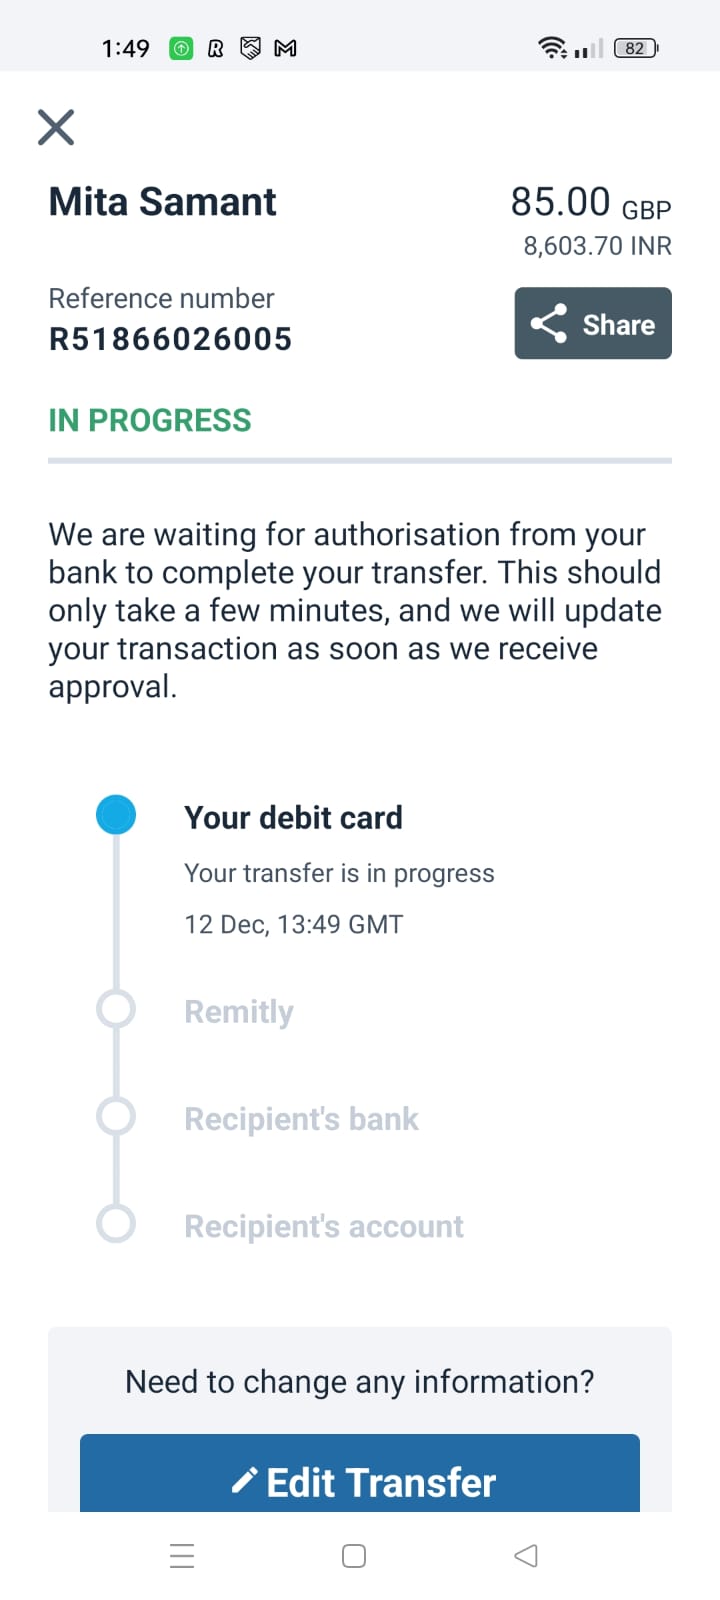 1:49
82
Mita Samant
85.00 GBP
8,603.70 INR
Reference number
R51866026005
Share
IN PROGRESS
We are waiting for authorisation from your
bank to complete your transfer. This should
only take a few minutes, and we will update
your transaction as soon as we receive
approval.
Your debit card
Your transfer is in progress
12 Dec, 13:49 GMT
Remitly
Recipient's bank
Recipient's account
Need to change any information?
Edit Transfer